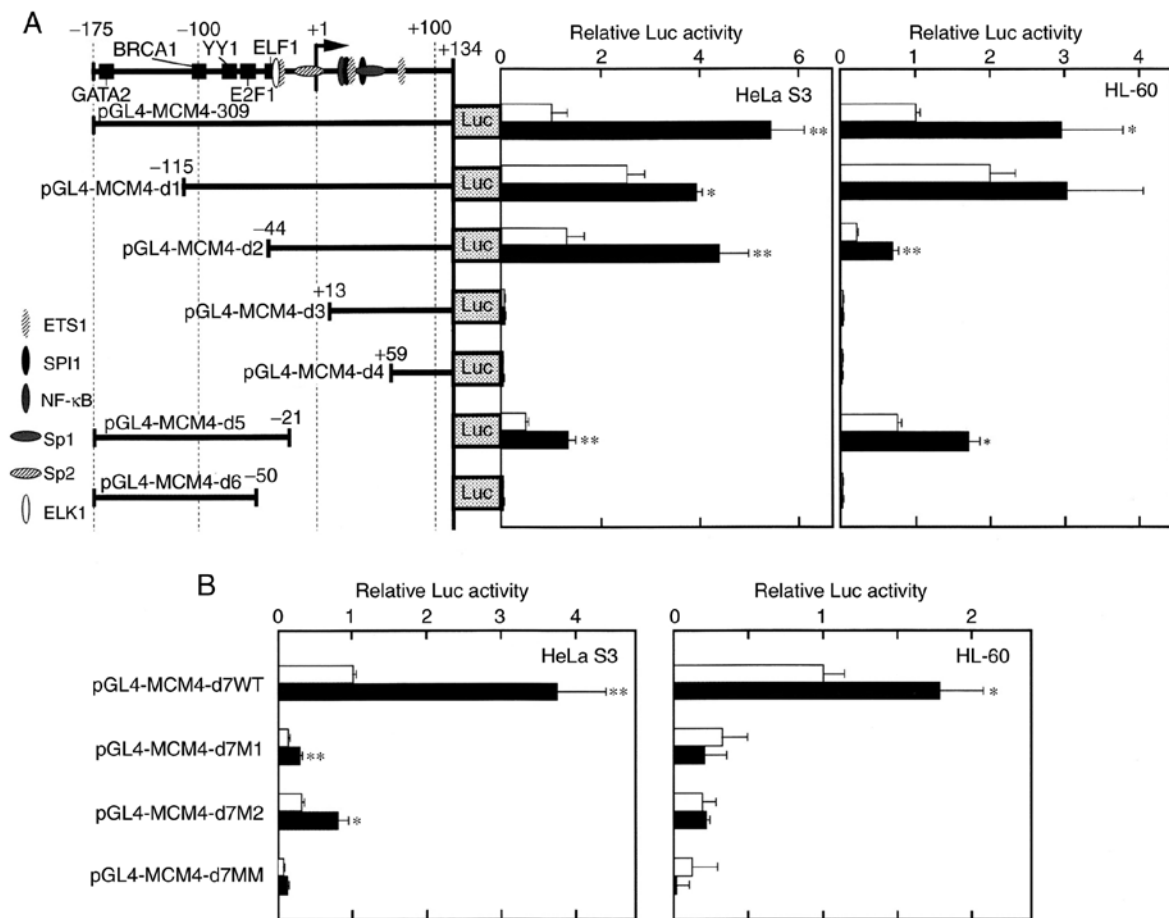 A
−175
−100
+1
+100
+134
BRCA1
YY1
ELF1
GATA2
E2F1
Relative Luc activity
0 2 4 6
HeLa S3
Relative Luc activity
0 1 2 3 4
HL-60
pGL4-MCM4-309
Luc
**
*
−115
pGL4-MCM4-d1
Luc
*
−44
pGL4-MCM4-d2
Luc
**
**
+13
pGL4-MCM4-d3
Luc
+59
pGL4-MCM4-d4
Luc
pGL4-MCM4-d5
−21
Luc
**
*
pGL4-MCM4-d6
−50
Luc
ETS1
SPI1
NF-κB
Sp1
Sp2
ELK1
B
Relative Luc activity
0 1 2 3 4
HeLa S3
Relative Luc activity
0 1 2
HL-60
pGL4-MCM4-d7WT
**
*
pGL4-MCM4-d7M1
**
pGL4-MCM4-d7M2
*
pGL4-MCM4-d7MM